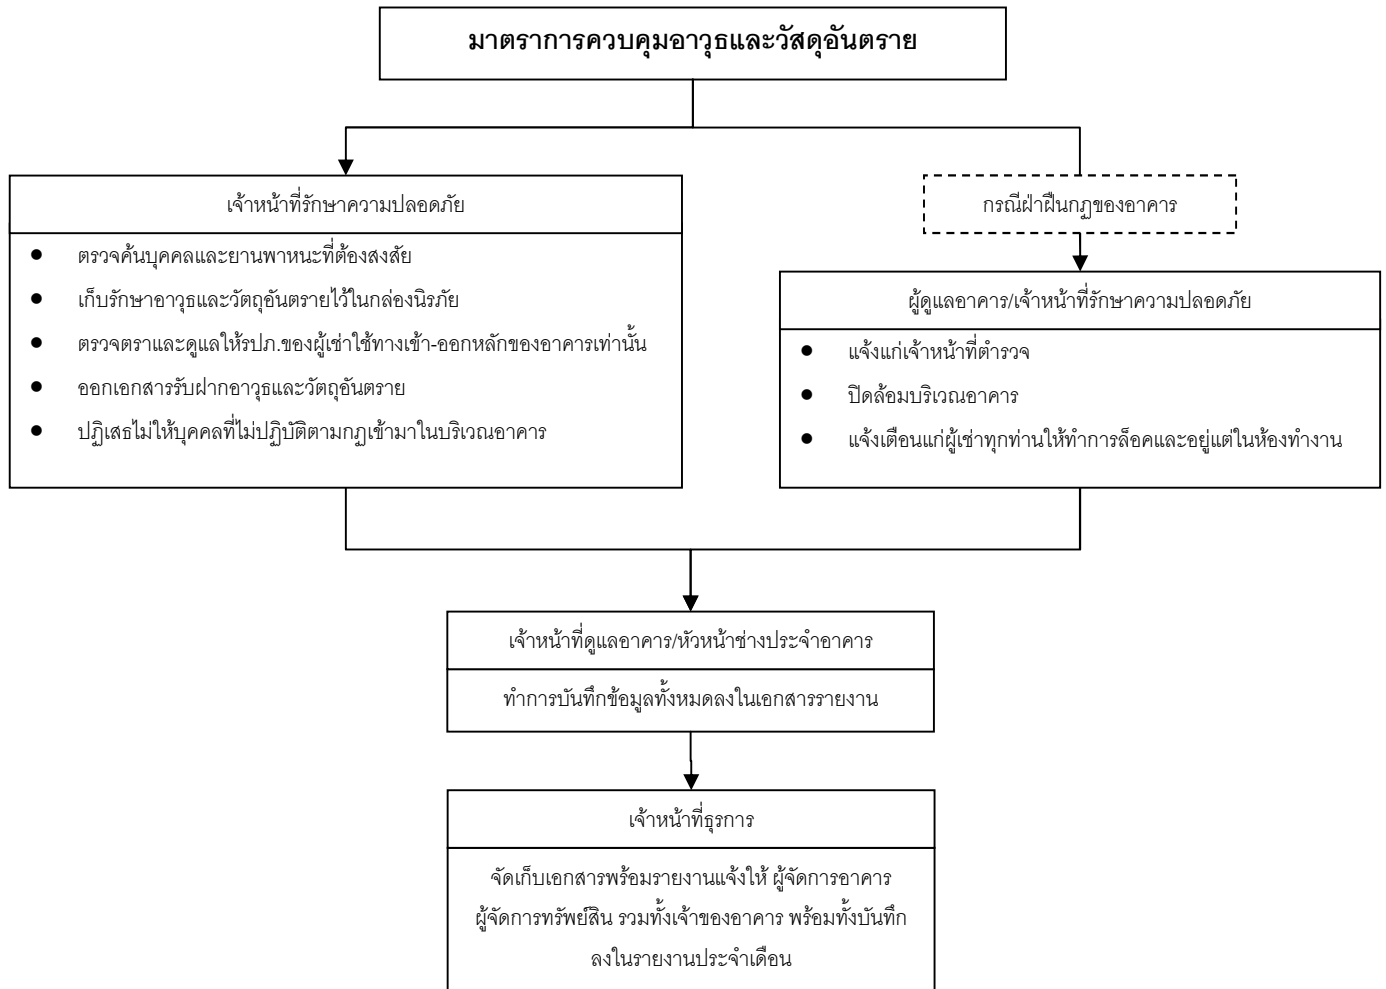 มาตราการควบคุมอาวุธและวัสดุอันตราย
เจ้าหน้าที่รักษาความปลอดภัย
● ตรวจค้นบุคคลและยานพาหนะที่ต้องสงสัย
● เก็บรักษาอาวุธและวัตถุอันตรายไว้ในกล่องนิรภัย
● ตรวจตราและดูแลให้รปภ.ของผู้เช่าใช้ทางเข้า-ออกหลักของอาคารเท่านั้น
● ออกเอกสารรับฝากอาวุธและวัตถุอันตราย
● ปฏิเสธไม่ให้บุคคลที่ไม่ปฏิบัติตามกฏเข้ามาในบริเวณอาคาร
กรณีฝ่าฝืนกฏของอาคาร
ผู้ดูแลอาคาร/เจ้าหน้าที่รักษาความปลอดภัย
● แจ้งแก่เจ้าหน้าที่ตำรวจ
● ปิดล้อมบริเวณอาคาร
● แจ้งเตือนแก่ผู้เช่าทุกท่านให้ทำการล็อคและอยู่แต่ในห้องทำงาน
เจ้าหน้าที่ดูแลอาคาร/หัวหน้าช่างประจำอาคาร
ทำการบันทึกข้อมูลทั้งหมดลงในเอกสารรายงาน
เจ้าหน้าที่ธุรการ
จัดเก็บเอกสารพร้อมรายงานแจ้งให้ ผู้จัดการอาคาร
ผู้จัดการทรัพย์สิน รวมทั้งเจ้าของอาคาร พร้อมทั้งบันทึก
ลงในรายงานประจำเดือน